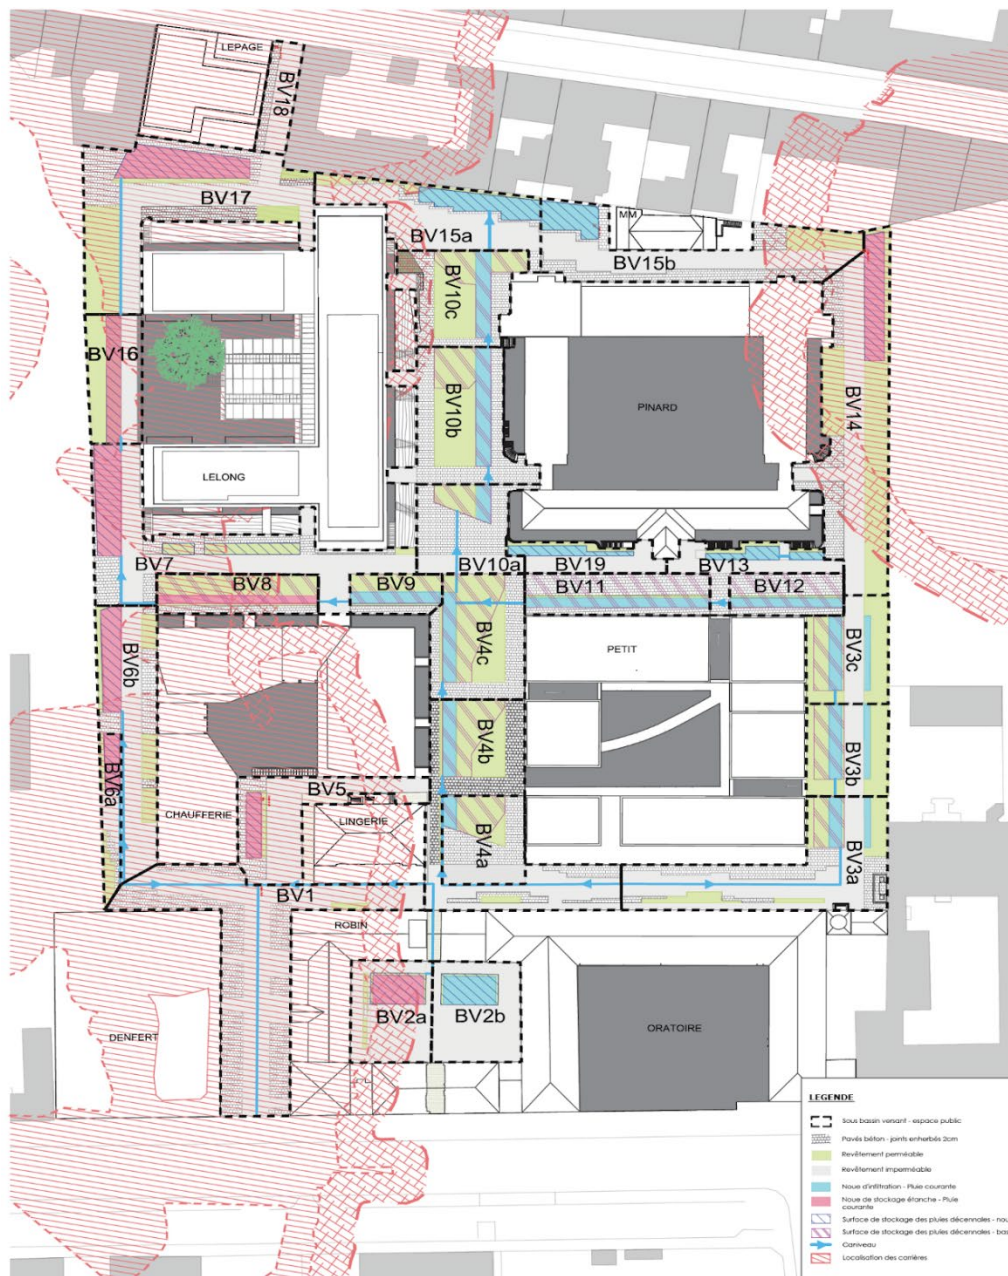 LEPAGE
BV18
BV17
MM
BV15a
BV15b
BV10c
BV16
BV10b
PINARD
BV14
LELONG
BV7
BV10a
BV19
BV13
BV8
BV9
BV11
BV12
BV6b
BV4c
PETIT
BV3c
BV4b
BV3b
BV6a
BV5
CHAUFFERIE
LINGERIE
BV4a
BV3a
BV1
ROBIN
BV2a
BV2b
DENFERT
ORATOIRE
LEGENDE
Sous bassin versant - espace public
Pavés béton - joints enherbés 2cm
Revêtement perméable
Revêtement imperméable
Noue d'infiltration - Pluie courante
Noue de stockage étanche - Pluie
courante
Surface de stockage des pluies décennales - nou
Surface de stockage des pluies décennales - bas
Caniveau
Localisation des carrières